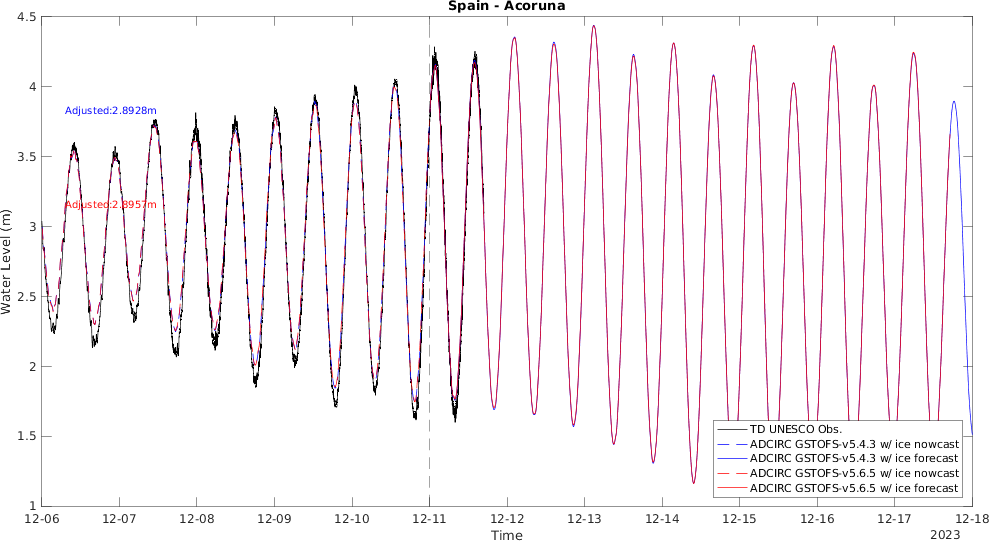 Spain - Acoruna
4.5
4
3.5
3
2.5
2
1.5
1
Water Level (m)
Adjusted:2.8928m
Adjusted:2.8957m
TD UNESCO Obs.
ADCIRC GSTOFS-v5.4.3 w/ ice nowcast
ADCIRC GSTOFS-v5.4.3 w/ ice forecast
ADCIRC GSTOFS-v5.6.5 w/ ice nowcast
ADCIRC GSTOFS-v5.6.5 w/ ice forecast
12-06 12-07 12-08 12-09 12-10 12-11 12-12 12-13 12-14 12-15 12-16 12-17 12-18
Time
2023